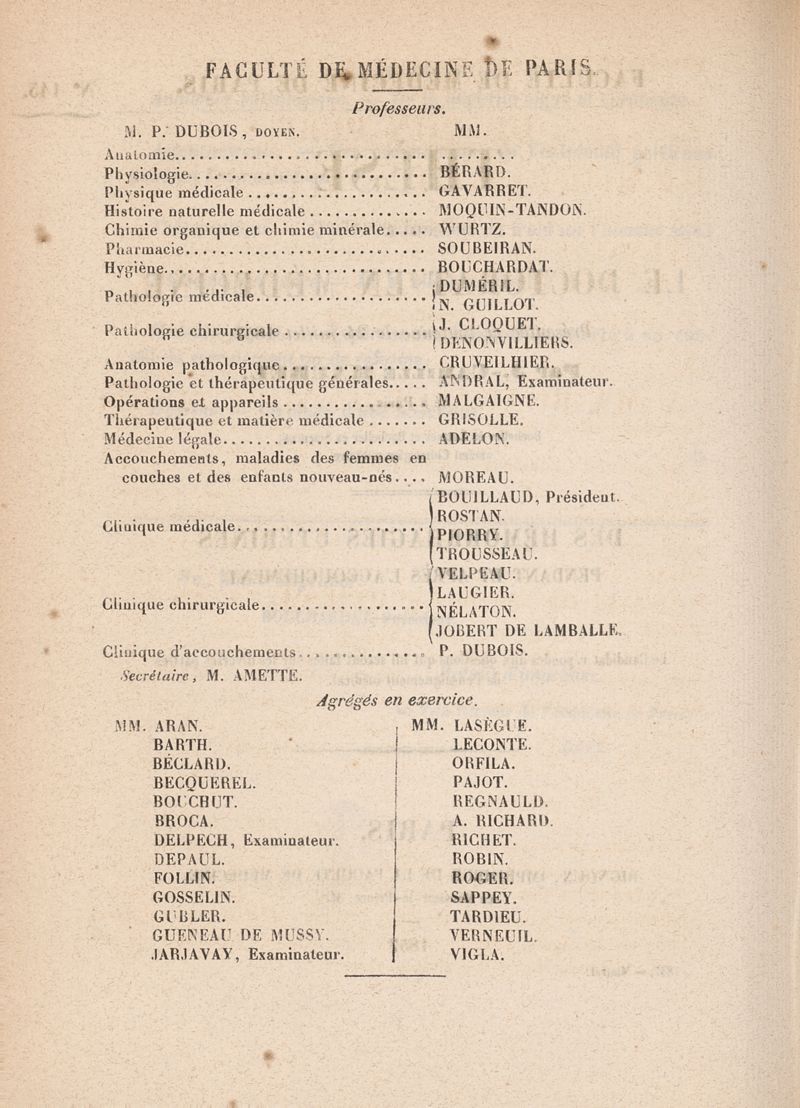 FACULTÉ DE MÉDECINE DE PARIS.
Professeurs.
M. P. DUBOIS, DOYEN. MM.
Anatomie........................... .........
Physiologie........................... BÉRARD.
Physique médicale..................... GAVARRET.
Histoire naturelle médicale.............. MOQUIN-TANDON.
Chimie organique et chimie minérale..... WURTZ.
Pharmacie........................... SOUBEIRAN.
Hygiène.............................. BOUCHARDAT.
Pathologie médicale..................... DUMÉRIL.
N. GUILLOT.
Pathologie chirurgicale................. J. CLOQUET.
DENONVILLIERS.
Anatomie pathologique................. CRUVEILHIER.
Pathologie et thérapeutique générales..... ANDRAL, Examinateur.
Opérations et appareils................. MALGAIGNE.
Thérapeutique et matière médicale....... GRISOLLE.
Médecine légale........................ ADELON.
Accouchements, maladies des femmes en
couches et des enfants nouveau-nés.... MOREAU.
Clinique médicale...................... BOUILLAUD, Président.
ROSTAN.
PIORRY.
TROUSSEAU.
Clinique chirurgicale.................... VELPEAU.
LAUGIER.
NÉLATON.
JOBERT DE LAMBALLE.
Clinique d'accouchements................ P. DUBOIS.
Secrétaire, M. AMETTE.
Agrégés en exercice.
MM. ARAN.
BARTH.
BÉCLARD.
BECQUEREL.
BOUCHUT.
BROCA.
DELPECH, Examinateur.
DEPAUL.
FOLLIN.
GOSSELIN.
GUBLER.
GUENEAU DE MUSSY.
JARJAVAY, Examinateur.
MM. LASÈGUE.
LECONTE.
ORFILA.
PAJOT.
REGNAULD.
A. RICHARD.
RICHET.
ROBIN.
ROGER.
SAPPEY.
TARDIEU.
VERNEUIL.
VIGLA.